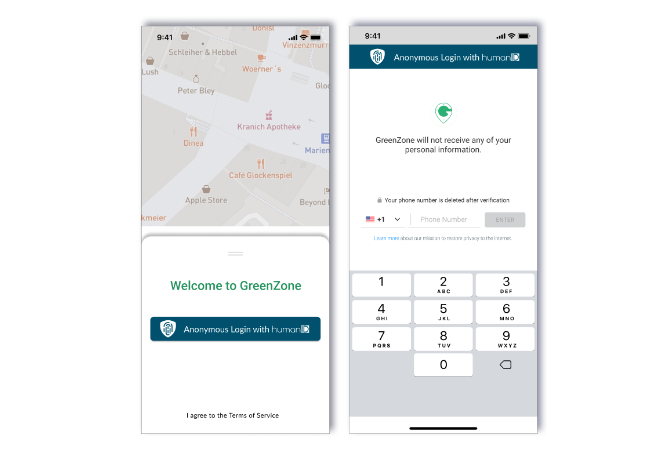 9:41
Donisl
Vinzenzmurr
Schleiher & Hebbel
Woerner´s
Lush
Peter Bley
Gloc
Kranich Apotheke
Marien
Dinea
Café Glockenspiel
Apple Store
Beyond
kmeier
Welcome to GreenZone
Anonymous Login with humanID
I agree to the Terms of Service
9:41
Anonymous Login with humanID
GreenZone will not receive any of your
personal information.
Your phone number is deleted after verification
+1 Phone Number ENTER
Learn more about our mission to restore privacy to the Internet
1 2 3
ABC DEF
4 5 6
GHI JKL MNO
7 8 9
PQRS TUV WXYZ
0